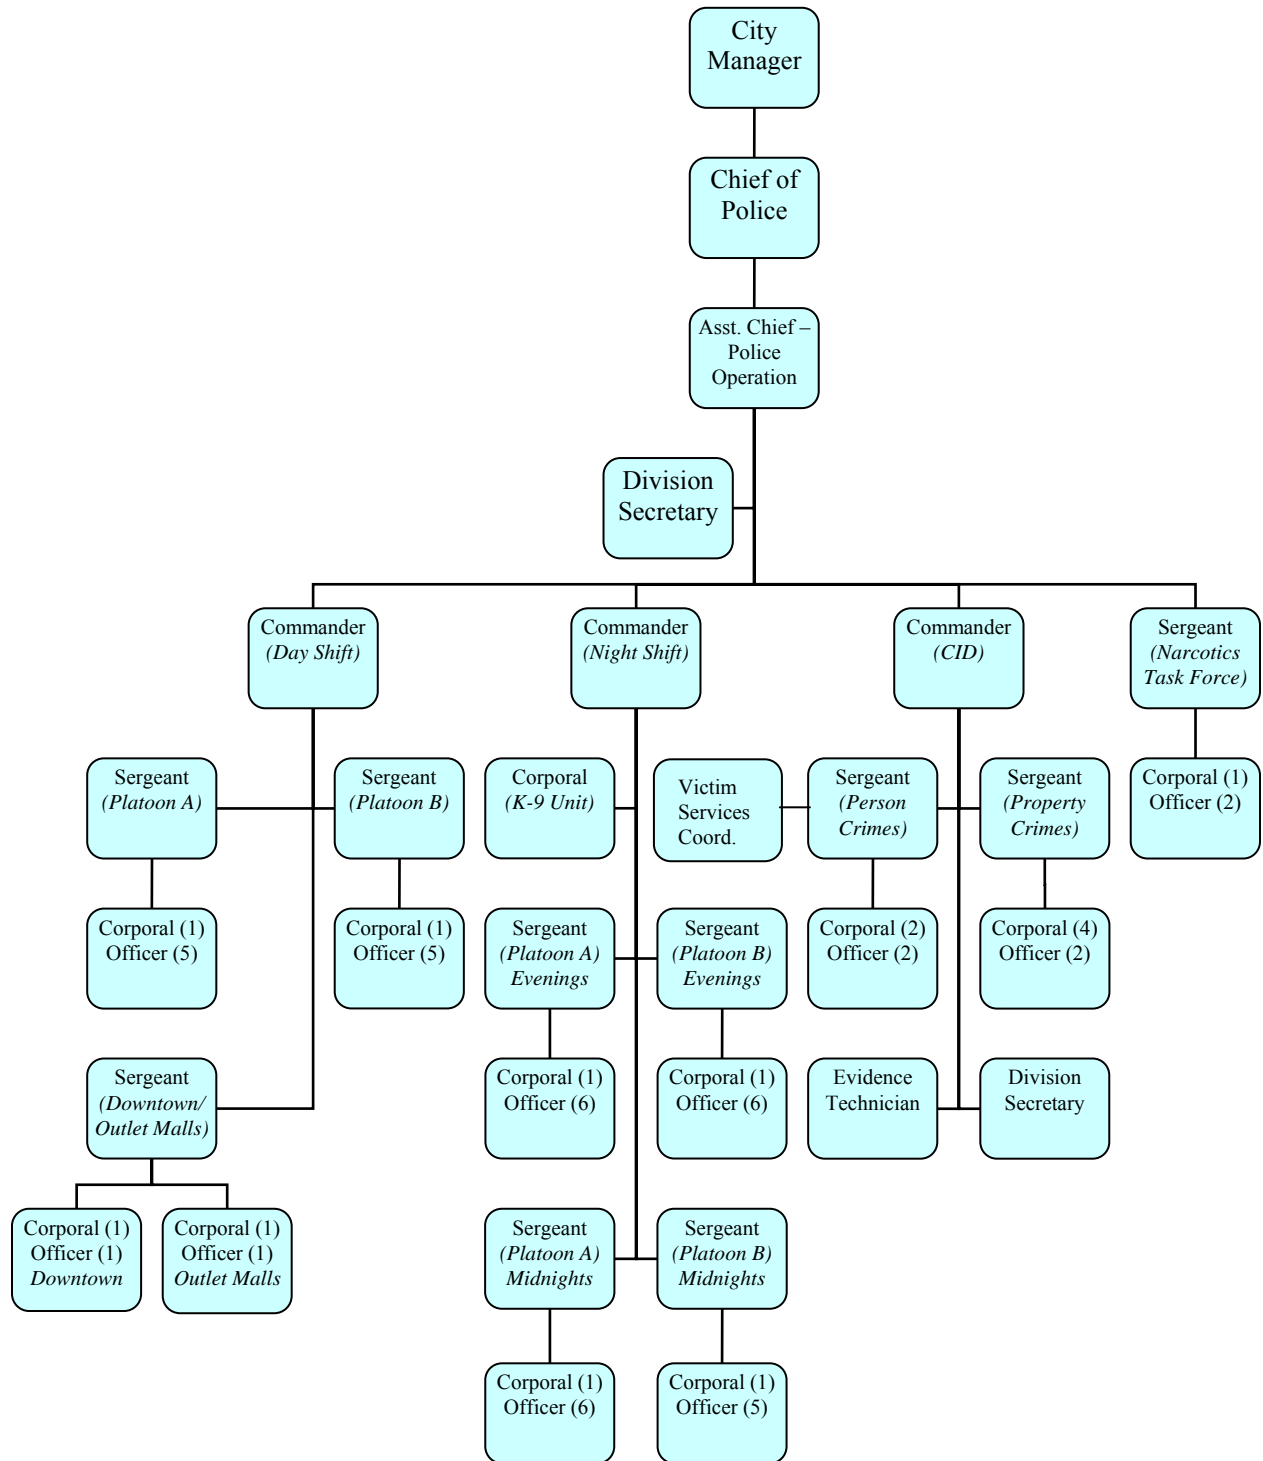 City
Manager
Chief of
Police
Asst. Chief –
Police
Operation
Division
Secretary
Commander
(Day Shift)
Commander
(Night Shift)
Commander
(CID)
Sergeant
(Narcotics
Task Force)
Sergeant
(Platoon A)
Sergeant
(Platoon B)
Corporal
(K-9 Unit)
Victim
Services
Coord.
Sergeant
(Person
Crimes)
Sergeant
(Property
Crimes)
Corporal (1)
Officer (2)
Corporal (1)
Officer (5)
Corporal (1)
Officer (5)
Sergeant
(Platoon A)
Evenings
Sergeant
(Platoon B)
Evenings
Corporal (2)
Officer (2)
Corporal (4)
Officer (2)
Sergeant
(Downtown/
Outlet Malls)
Corporal (1)
Officer (6)
Corporal (1)
Officer (6)
Evidence
Technician
Division
Secretary
Corporal (1)
Officer (1)
Downtown
Corporal (1)
Officer (1)
Outlet Malls
Sergeant
(Platoon A)
Midnights
Sergeant
(Platoon B)
Midnights
Corporal (1)
Officer (6)
Corporal (1)
Officer (5)